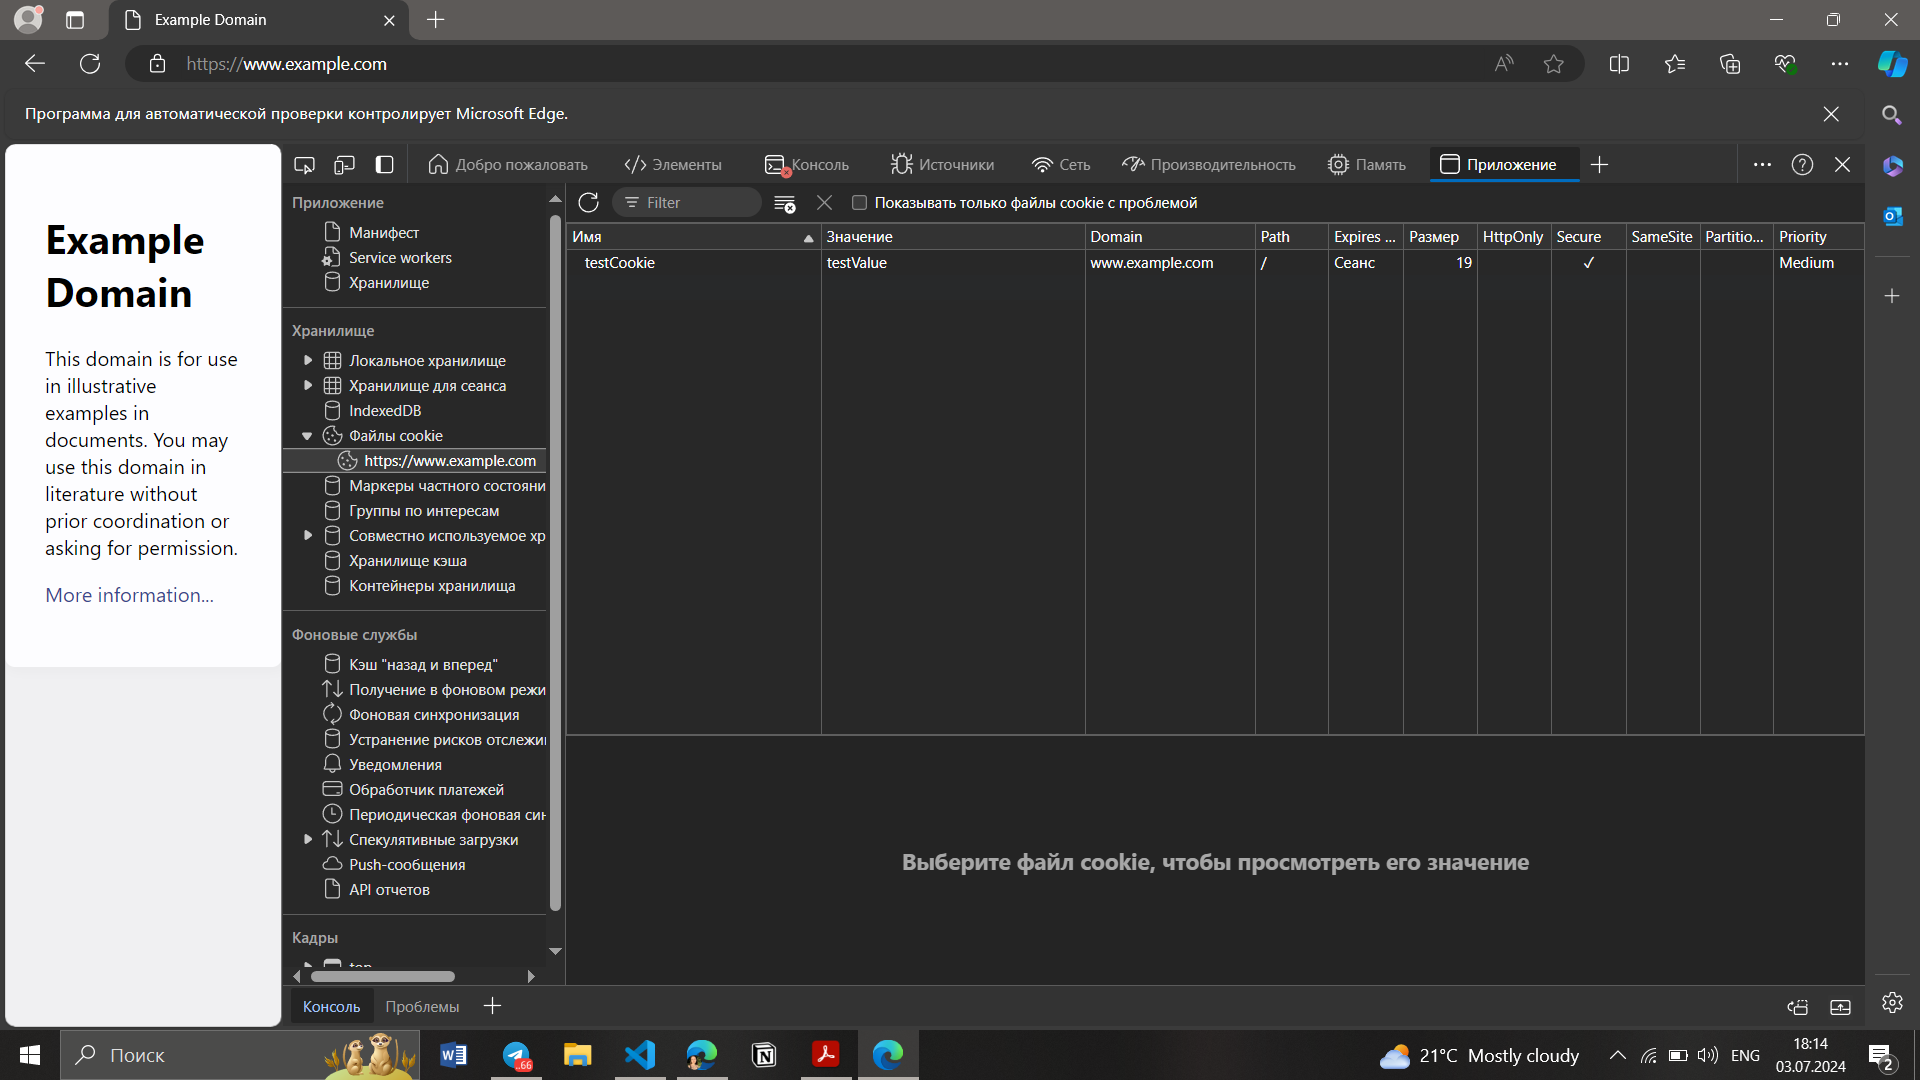 Example Domain
https://www.example.com
Программа для автоматической проверки контролирует Microsoft Edge.
Example
Domain
This domain is for use
in illustrative
examples in
documents. You may
use this domain in
literature without
prior coordination or
asking for permission.
More information...
Добро пожаловать
Элементы
Консоль
Источники
Сеть
Производительность
Память
Приложение
Приложение
Манифест
Service workers
Хранилище
Хранилище
Локальное хранилище
Хранилище для сеанса
IndexedDB
Файлы cookie
https://www.example.com
Маркеры частного состояни
Группы по интересам
Совместно используемое хр
Хранилище кэша
Контейнеры хранилища
Фоновые службы
Кэш "назад и вперед"
Получение в фоновом режи
Фоновая синхронизация
Устранение рисков отслежи
Уведомления
Обработчик платежей
Периодическая фоновая син
Спекулятивные загрузки
Push-сообщения
API отчетов
Кадры
top
Filter
Показывать только файлы cookie с проблемой
Имя Значение Domain Path Expires ... Размер HttpOnly Secure SameSite Partitio... Priority
testCookie testValue www.example.com / Сеанс 19 ✓ Medium
Выберите файл cookie, чтобы просмотреть его значение
Консоль
Проблемы
Поиск
..66
21°C Mostly cloudy
ENG
18:14
03.07.2024
2